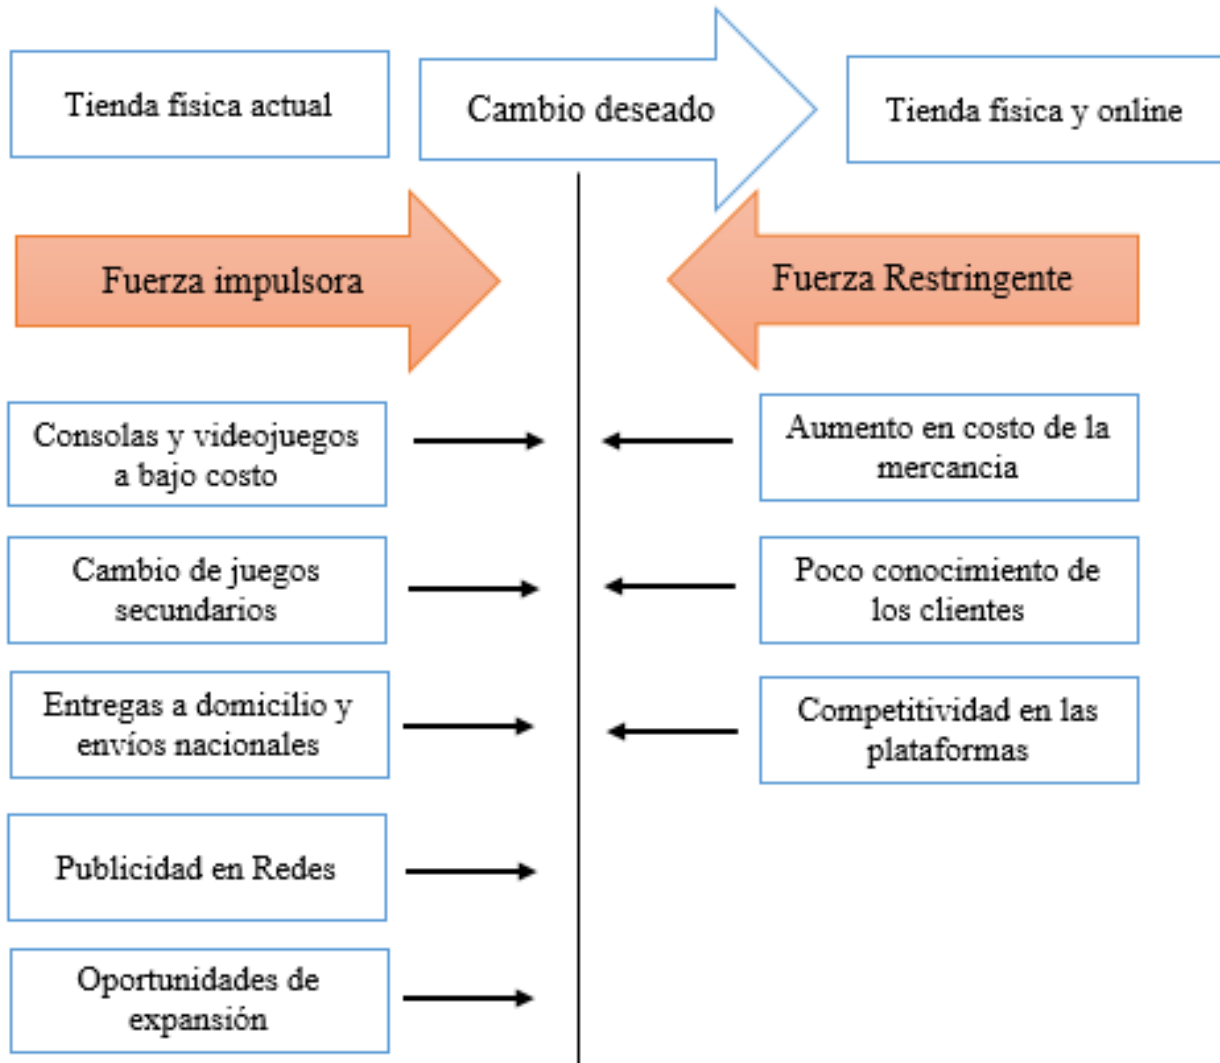 Tienda física actual
Cambio deseado
Tienda física y online
Fuerza impulsora
Fuerza Restringente
Consolas y videojuegos
a bajo costo
Aumento en costo de la
mercancia
Cambio de juegos
secundarios
Poco conocimiento de
los clientes
Entregas a domicilio y
envíos nacionales
Competitividad en las
plataformas
Publicidad en Redes
Oportunidades de
expansión